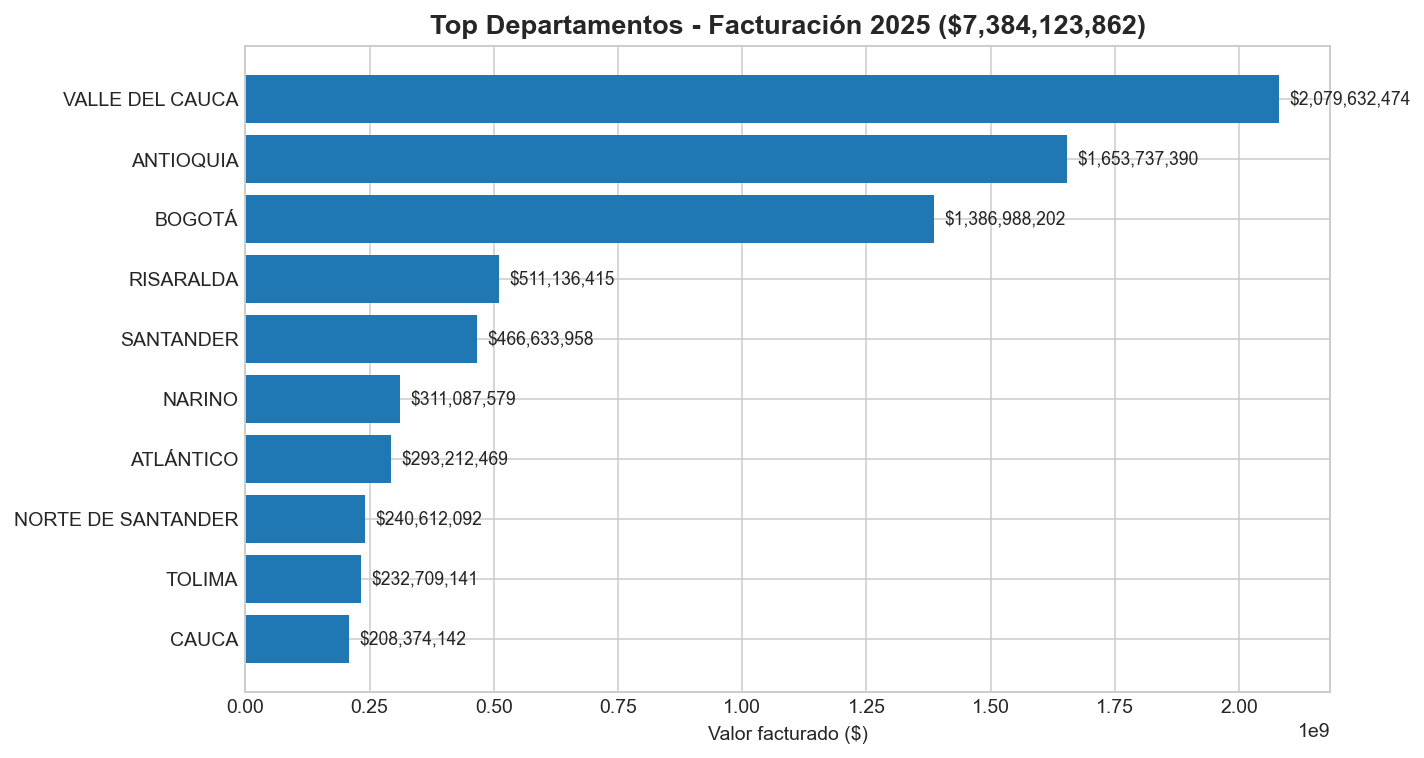 Top Departamentos - Facturación 2025 ($7,384,123,862)
VALLE DEL CAUCA $2,079,632,474
ANTIOQUIA $1,653,737,390
BOGOTÁ $1,386,988,202
RISARALDA $511,136,415
SANTANDER $466,633,958
NARINO $311,087,579
ATLÁNTICO $293,212,469
NORTE DE SANTANDER $240,612,092
TOLIMA $232,709,141
CAUCA $208,374,142
0.00 0.25 0.50 0.75 1.00 1.25 1.50 1.75 2.00
1e9
Valor facturado ($)